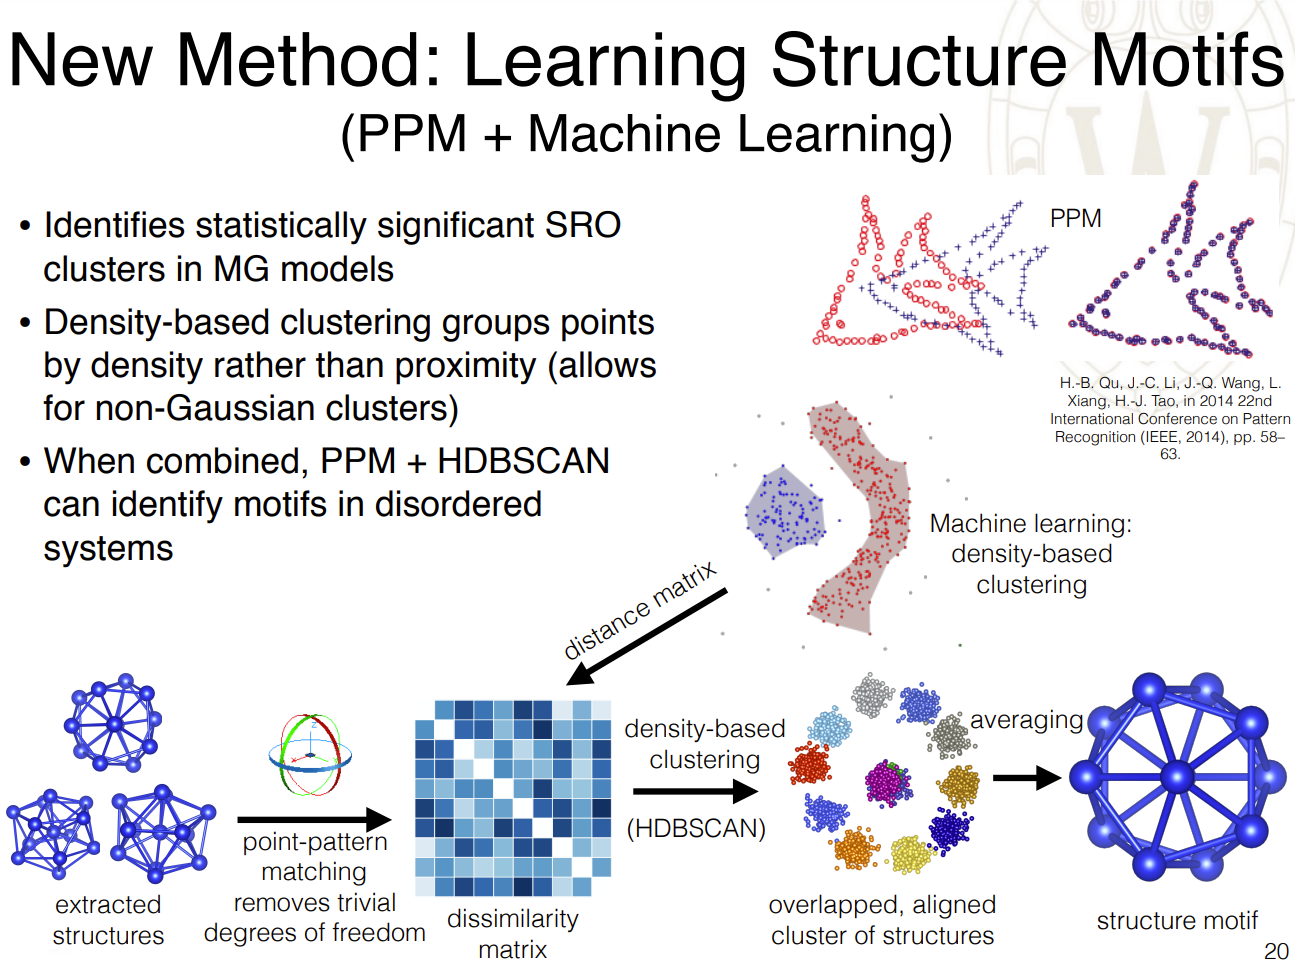 New Method: Learning Structure Motifs
(PPM + Machine Learning)
• Identifies statistically significant SRO
clusters in MG models
• Density-based clustering groups points
by density rather than proximity (allows
for non-Gaussian clusters)
• When combined, PPM + HDBSCAN
can identify motifs in disordered
systems
PPM
H.-B. Qu, J.-C. Li, J.-Q. Wang, L.
Xiang, H.-J. Tao, in 2014 22nd
International Conference on Pattern
Recognition (IEEE, 2014), pp. 58–
63.
Machine learning:
density-based
clustering
distance matrix
extracted
structures
point-pattern
matching
removes trivial
degrees of freedom
dissimilarity
matrix
density-based
clustering
(HDBSCAN)
overlapped, aligned
cluster of structures
averaging
structure motif
20